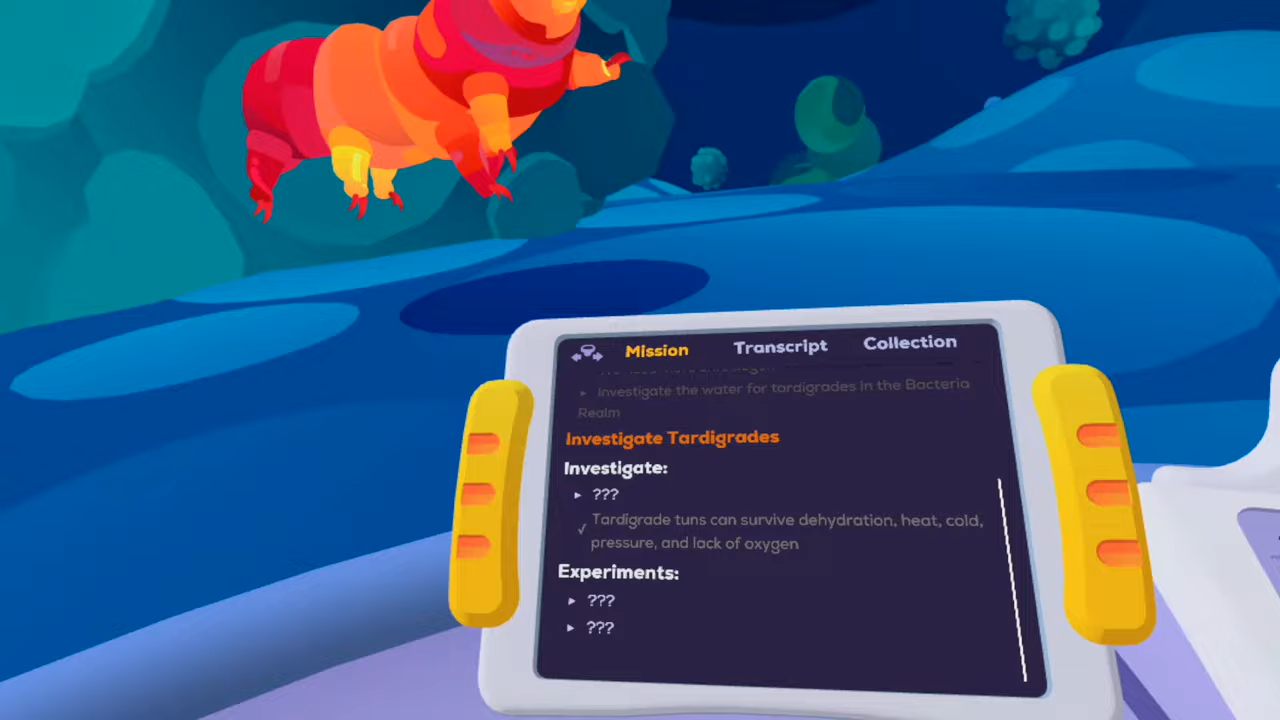 Mission Transcript Collection
▸ Investigate the water for tardigrades in the Bacteria
Realm
Investigate Tardigrades
Investigate:
▸ ???
✓ Tardigrade tuns can survive dehydration, heat, cold,
pressure, and lack of oxygen
Experiments:
▸ ???
▸ ???